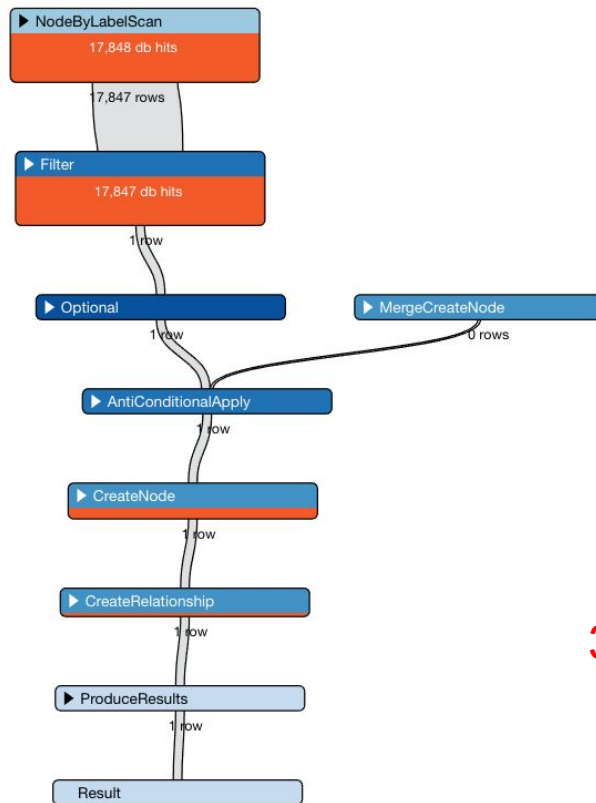 NodeByLabelScan
17,848 db hits
17,847 rows
Filter
17,847 db hits
1 row
Optional
MergeCreateNode
1 row
0 rows
AntiConditionalApply
1 row
CreateNode
1 row
CreateRelationship
1 row
ProduceResults
1 row
Result